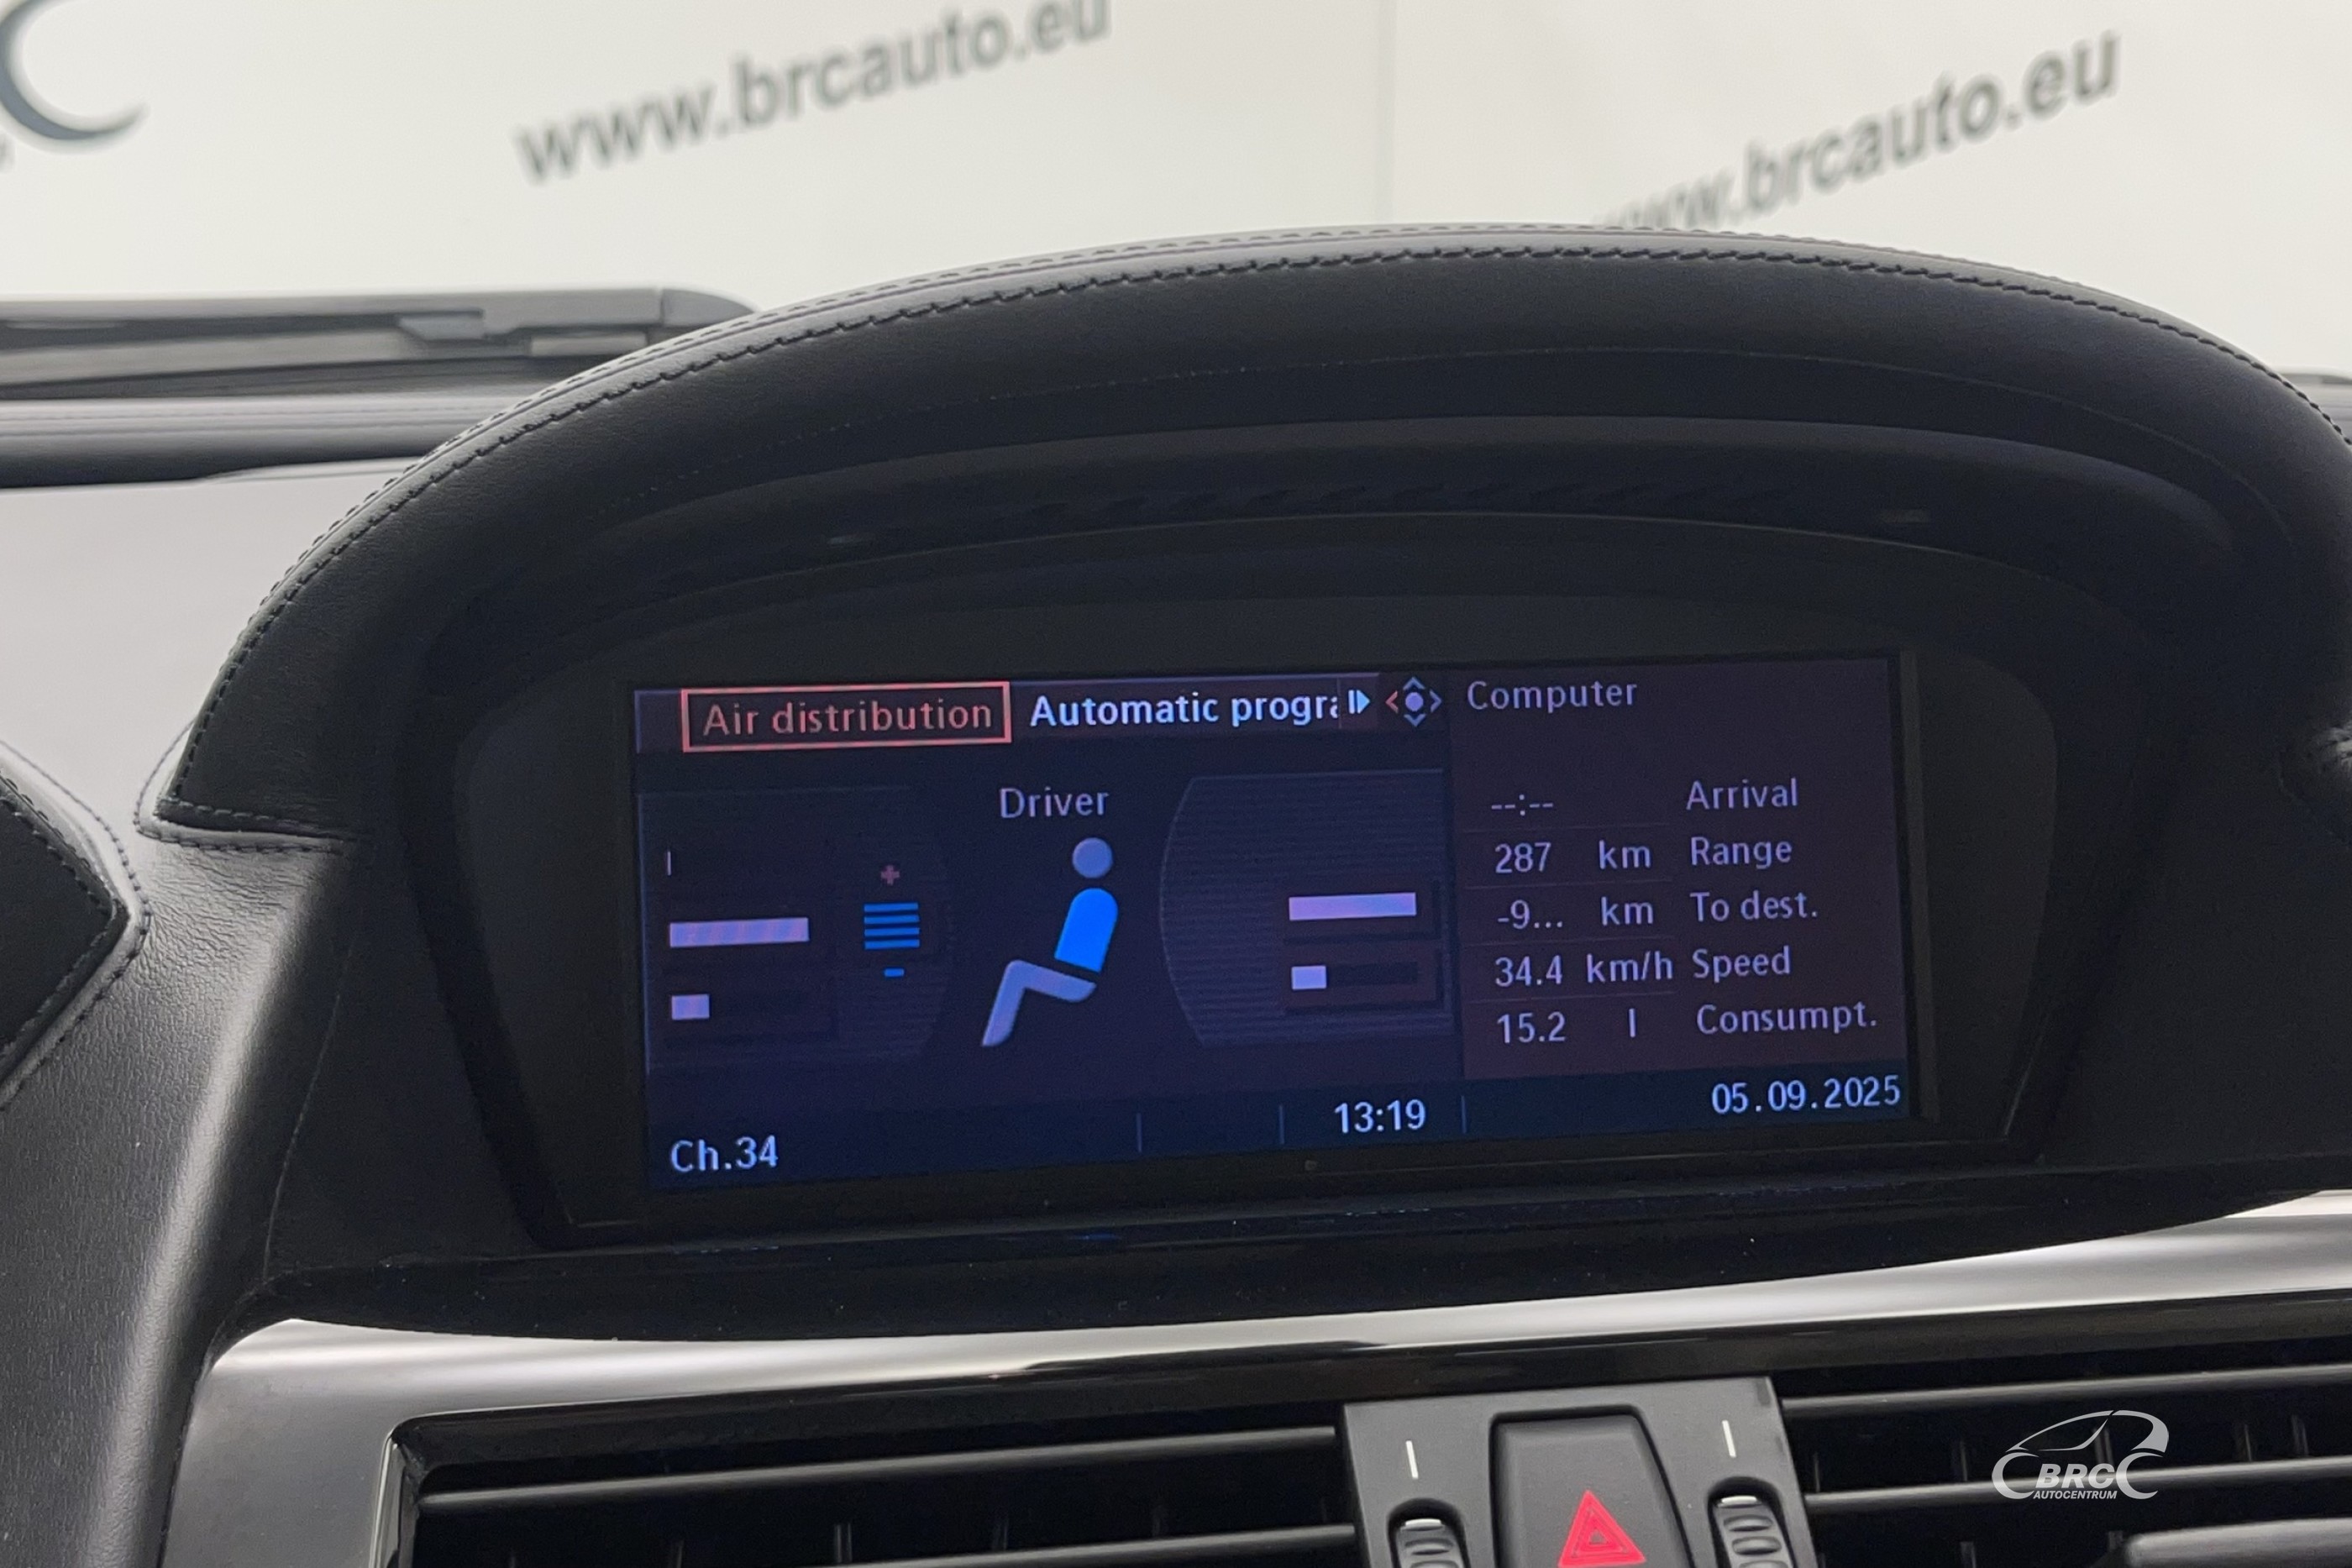 www.brcauto.eu
www.brcauto.eu
Air distribution Automatic progra Computer
Driver
--:-- Arrival
287 km Range
-9... km To dest.
34.4 km/h Speed
15.2 l Consumpt.
Ch.34 13:19 05.09.2025
BRC
AUTOCENTRUM